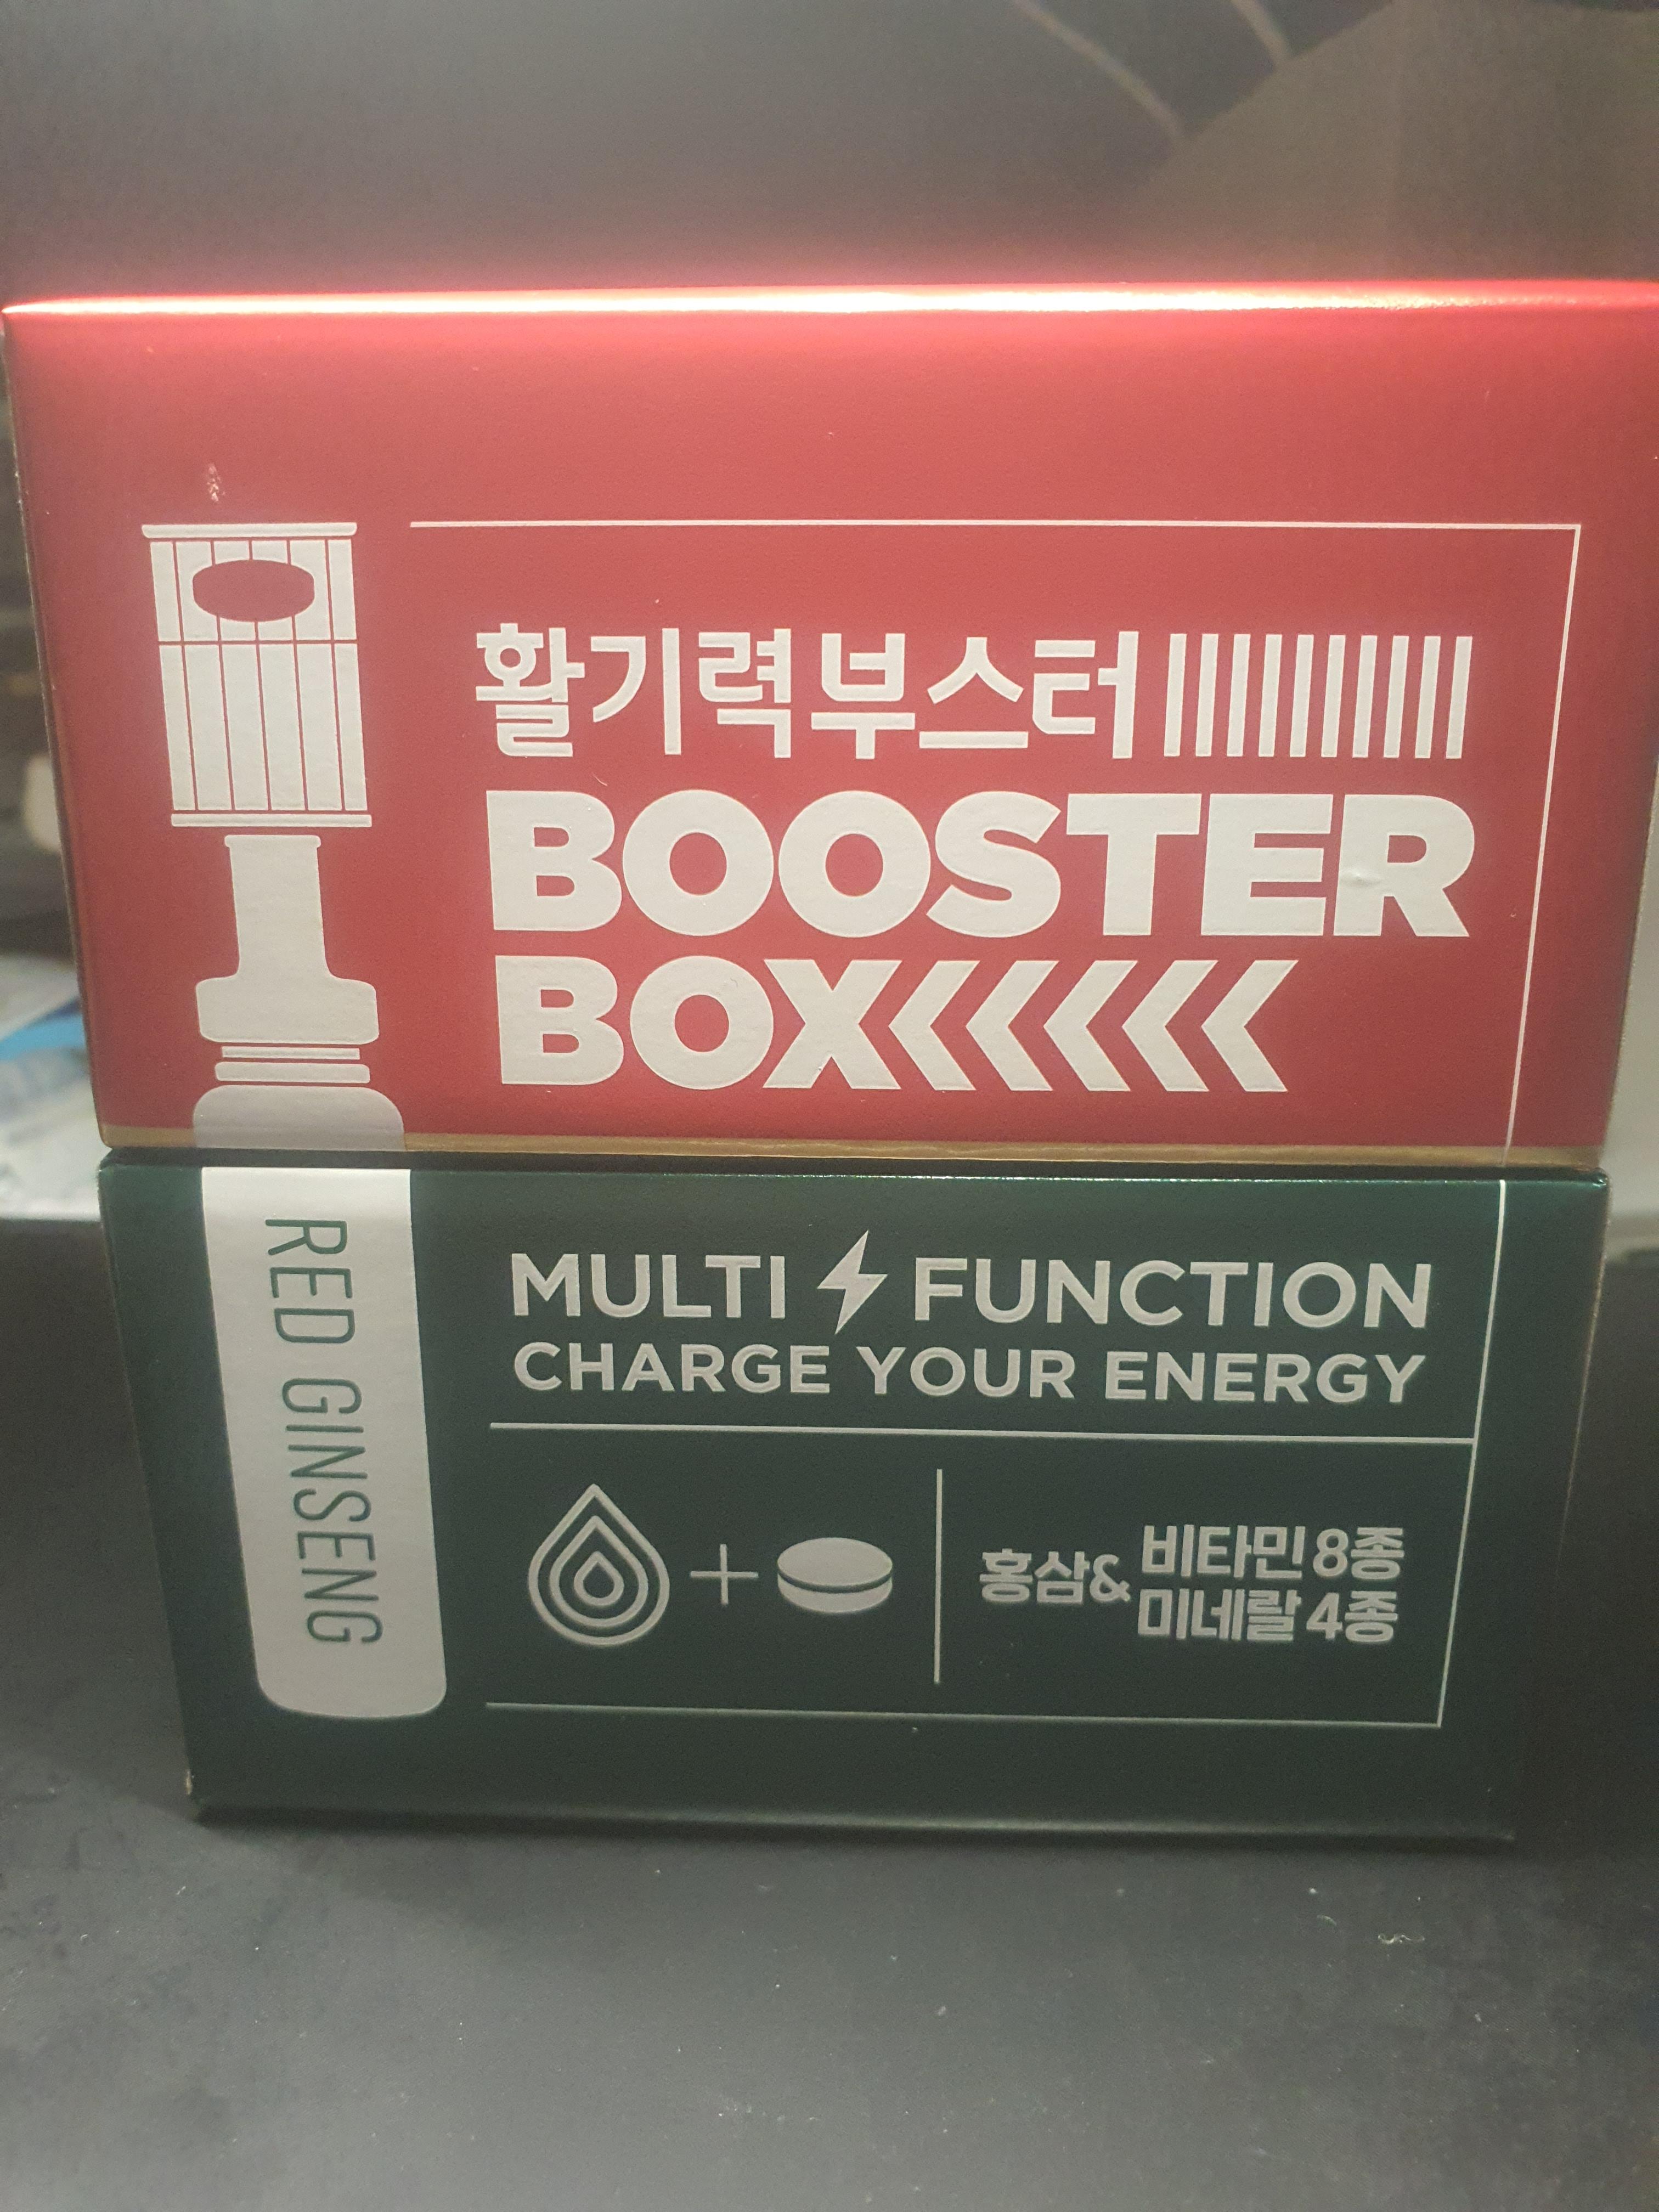 활기력 부스터
BOOSTER
BOX
RED GINSENG
MULTI FUNCTION
CHARGE YOUR ENERGY
홍삼& 비타민 8종
미네랄 4종